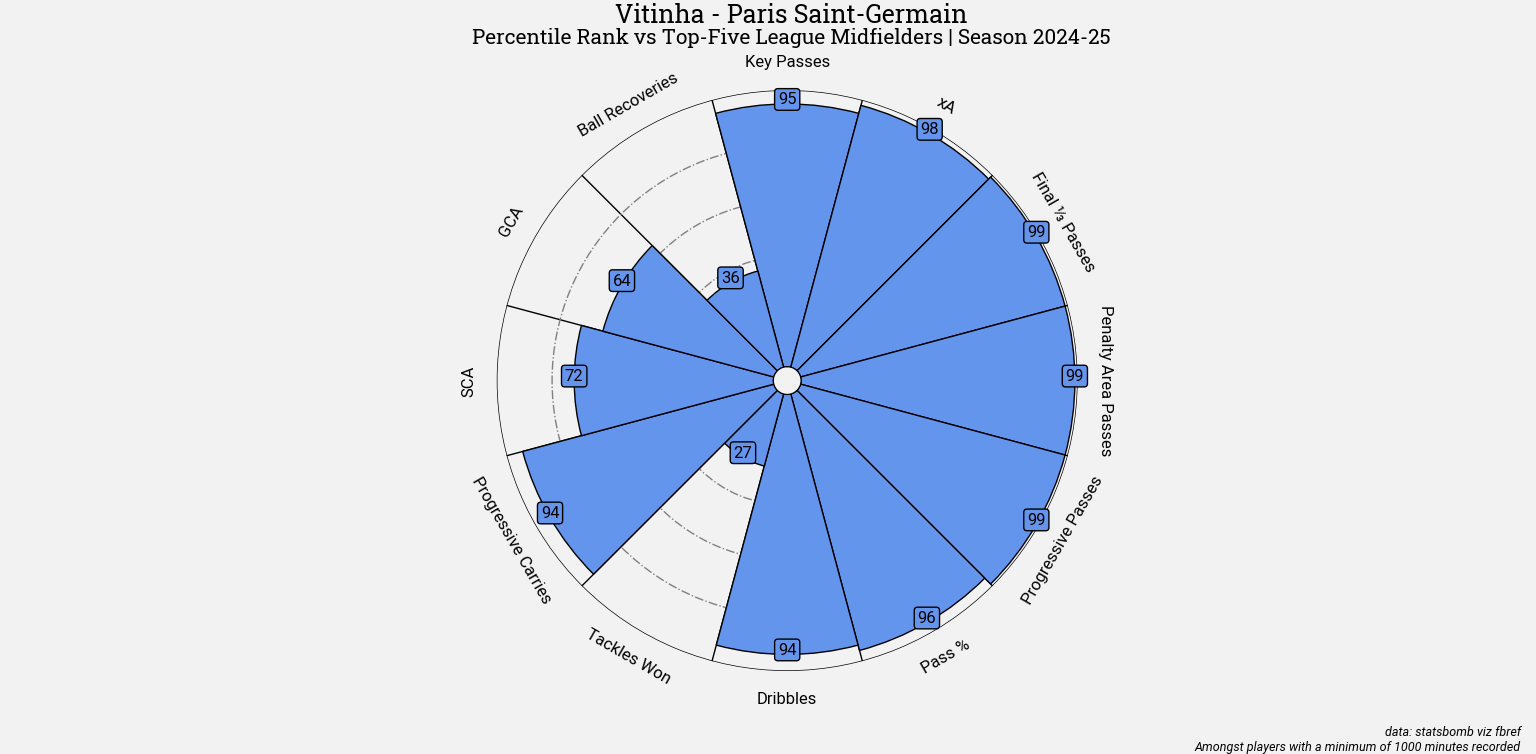 Vitinha - Paris Saint-Germain
Percentile Rank vs Top-Five League Midfielders | Season 2024-25
Key Passes
95
xA
98
Final ⅓ Passes
99
Penalty Area Passes
99
Progressive Passes
99
Pass %
96
Dribbles
94
Tackles Won
27
Progressive Carries
94
SCA
72
GCA
64
Ball Recoveries
36
data: statsbomb viz fbref
Amongst players with a minimum of 1000 minutes recorded